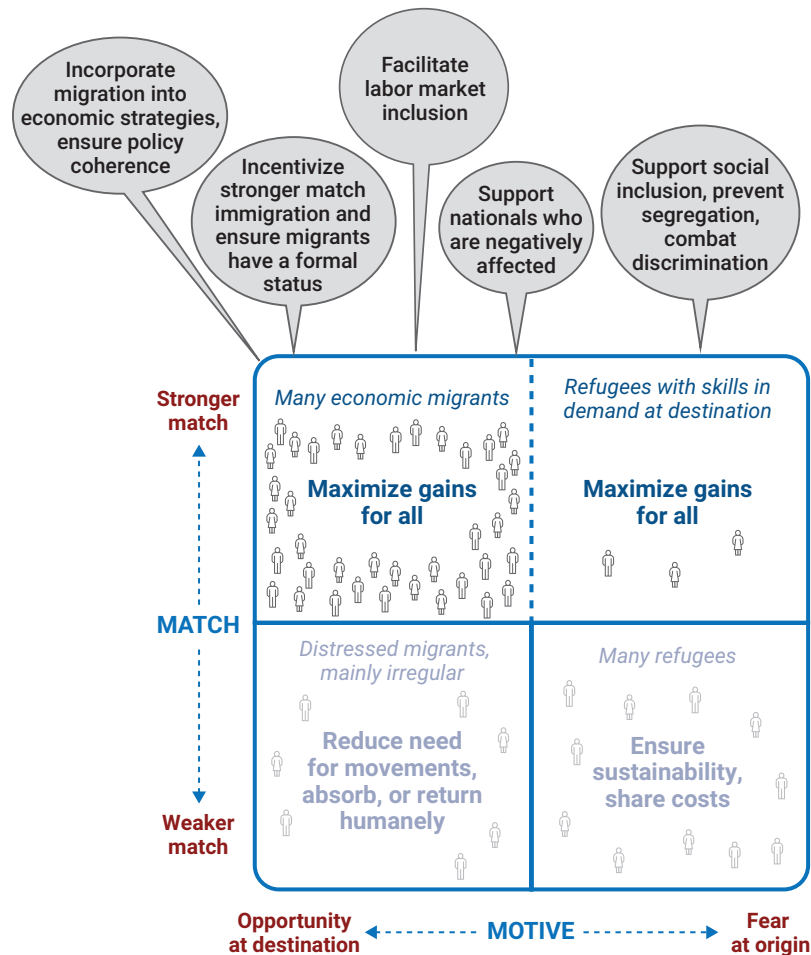 Incorporate
migration into
economic strategies,
ensure policy
coherence
Incentivize
stronger match
immigration and
ensure migrants
have a formal
status
Facilitate
labor market
inclusion
Support
nationals who
are negatively
affected
Support social
inclusion, prevent
segregation,
combat
discrimination
Stronger
match
MATCH
Weaker
match
Many economic migrants
Maximize gains
for all
Refugees with skills in
demand at destination
Maximize gains
for all
Distressed migrants,
mainly irregular
Reduce need
for movements,
absorb, or return
humanely
Many refugees
Ensure
sustainability,
share costs
Opportunity
at destination
MOTIVE
Fear
at origin